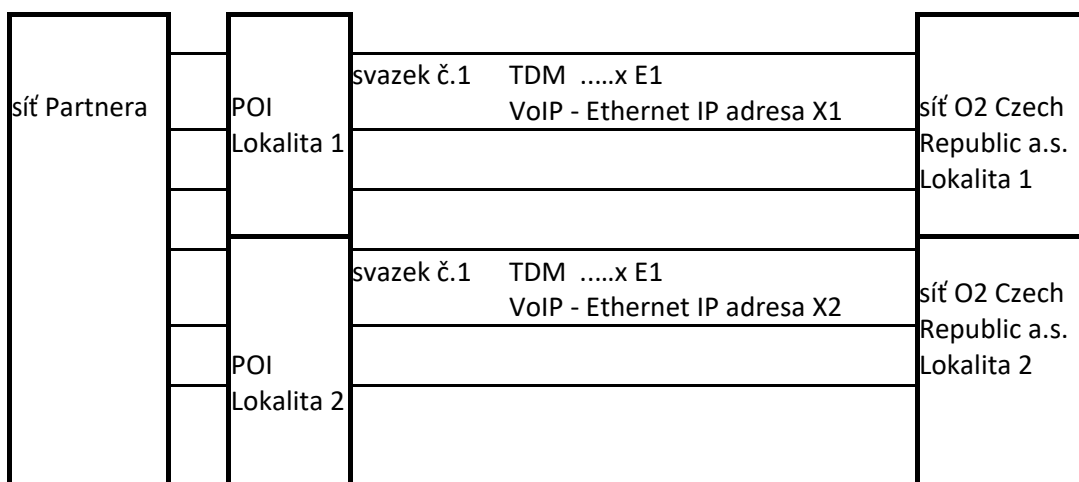 síť Partnera
POI
Lokalita 1
svazek č.1 TDM .....x E1
VoIP - Ethernet IP adresa X1
síť O2 Czech
Republic a.s.
Lokalita 1
POI
Lokalita 2
svazek č.1 TDM .....x E1
VoIP - Ethernet IP adresa X2
síť O2 Czech
Republic a.s.
Lokalita 2